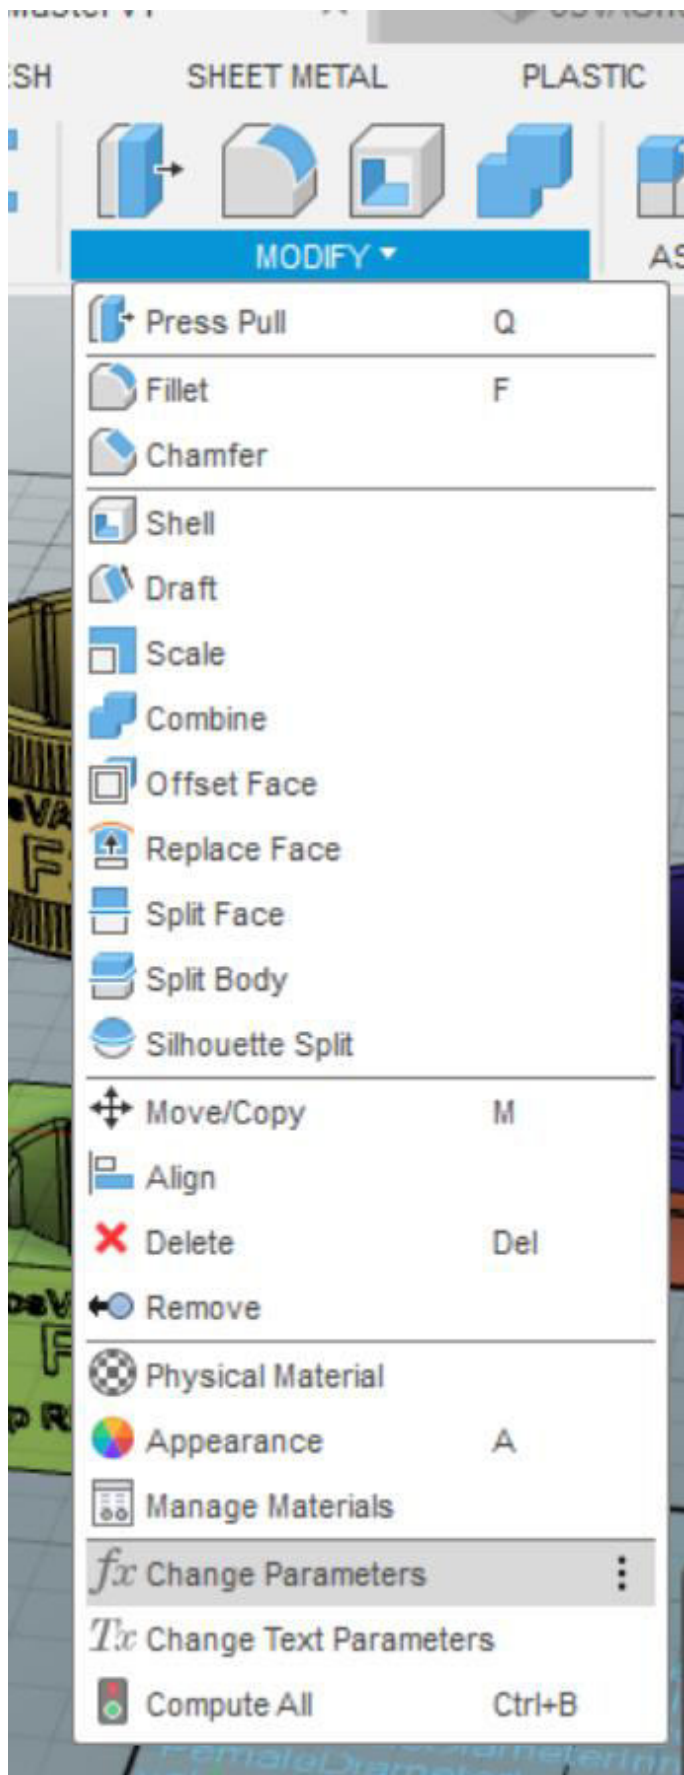 SHEET METAL
PLASTIC
MODIFY
Press Pull Q
Fillet F
Chamfer
Shell
Draft
Scale
Combine
Offset Face
Replace Face
Split Face
Split Body
Silhouette Split
Move/Copy M
Align
Delete Del
Remove
Physical Material
Appearance A
Manage Materials
fx Change Parameters
Tx Change Text Parameters
Compute All Ctrl+B